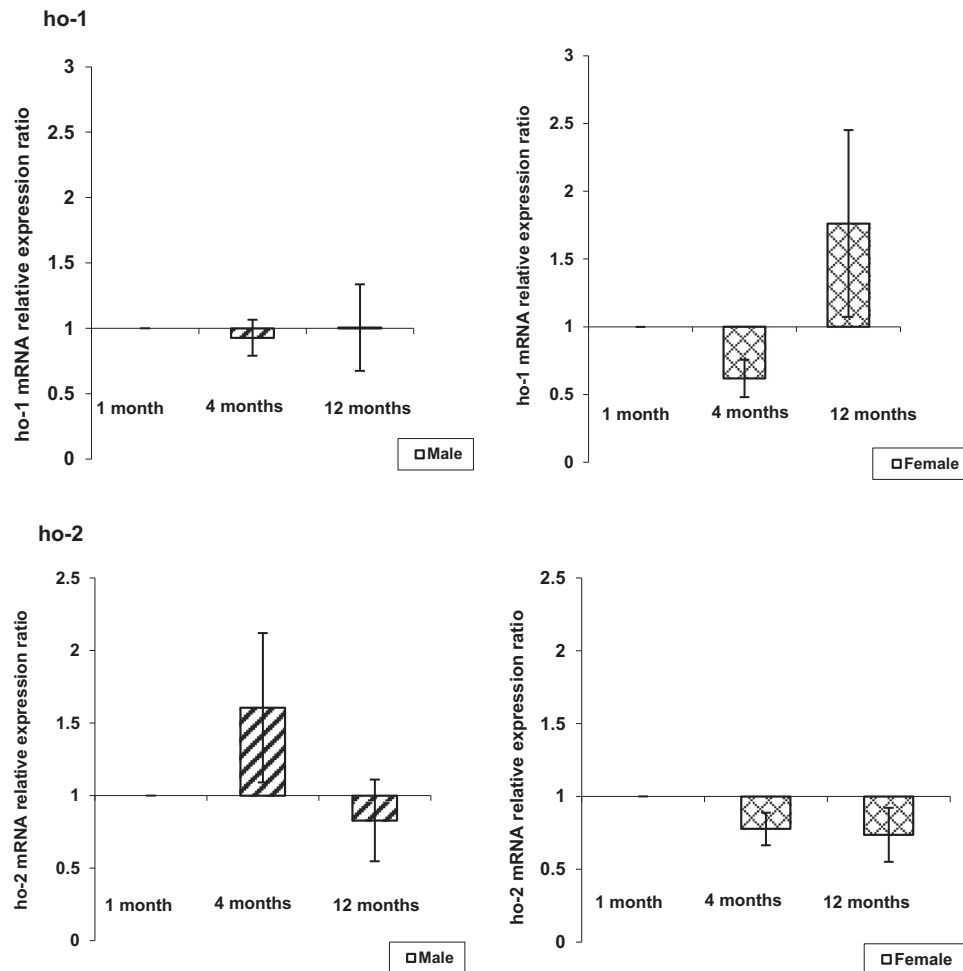 ho-1
ho-1 mRNA relative expression ratio
3
2.5
2
1.5
1
0.5
0
1 month 4 months 12 months
Male
ho-1 mRNA relative expression ratio
3
2.5
2
1.5
1
0.5
0
1 month 4 months 12 months
Female
ho-2
ho-2 mRNA relative expression ratio
2.5
2
1.5
1
0.5
0
1 month 4 months 12 months
Male
ho-2 mRNA relative expression ratio
2.5
2
1.5
1
0.5
0
1 month 4 months 12 months
Female